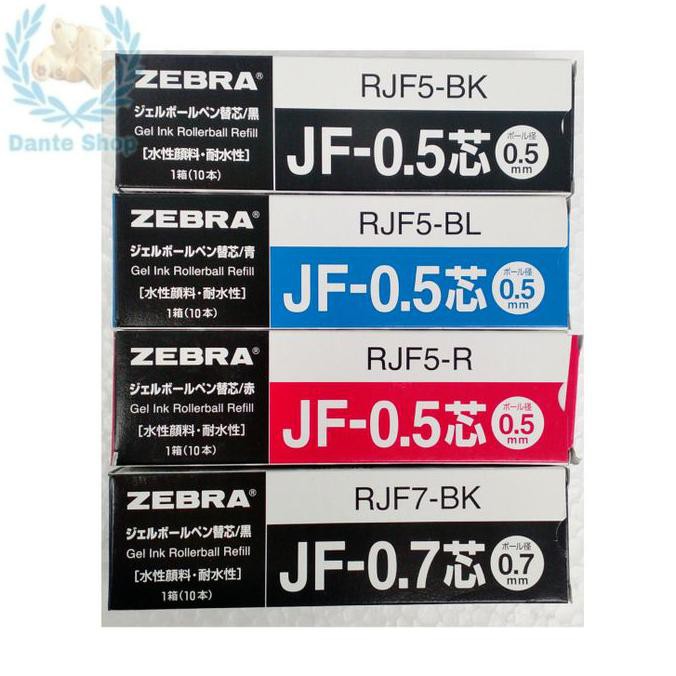 Dante Shop
ZEBRA®
ジェルボールペン替芯/黒
Gel Ink Rollerball Refill
[水性顔料・耐水性]
1箱(10本)
RJF5-BK
JF-0.5芯
ボール径
0.5
mm
ZEBRA®
ジェルボールペン替芯/青
Gel Ink Rollerball Refill
[水性顔料・耐水性]
1箱(10本)
RJF5-BL
JF-0.5芯
ボール径
0.5
mm
ZEBRA®
ジェルボールペン替芯/赤
Gel Ink Rollerball Refill
[水性顔料・耐水性]
1箱(10本)
RJF5-R
JF-0.5芯
ボール径
0.5
mm
ZEBRA®
ジェルボールペン替芯/黒
Gel Ink Rollerball Refill
[水性顔料・耐水性]
1箱(10本)
RJF7-BK
JF-0.7芯
ボール径
0.7
mm